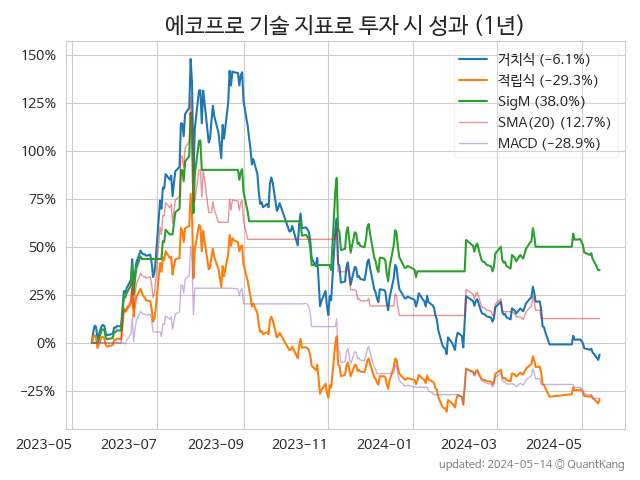 에코프로 기술 지표로 투자 시 성과 (1년)
150%
125%
100%
75%
50%
25%
0%
−25%
거치식 (−6.1%)
적립식 (−29.3%)
SigM (38.0%)
SMA(20) (12.7%)
MACD (−28.9%)
2023−05 2023−07 2023−09 2023−11 2024−01 2024−03 2024−05
updated: 2024-05-14 © QuantKang